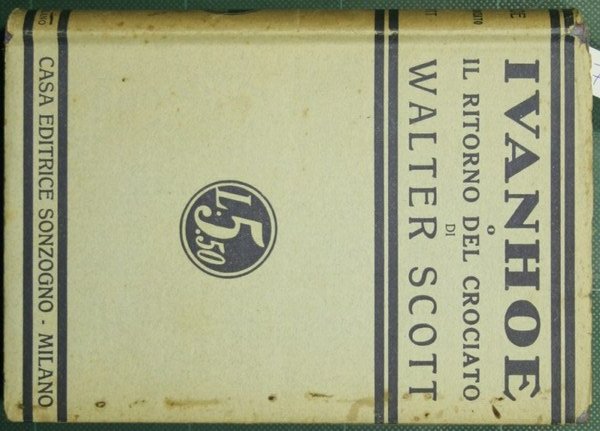 IVANHOE
O
IL RITORNO DEL CROCIATO
DI
WALTER SCOTT
L. 5.50
CASA EDITRICE SONZOGNO - MILANO